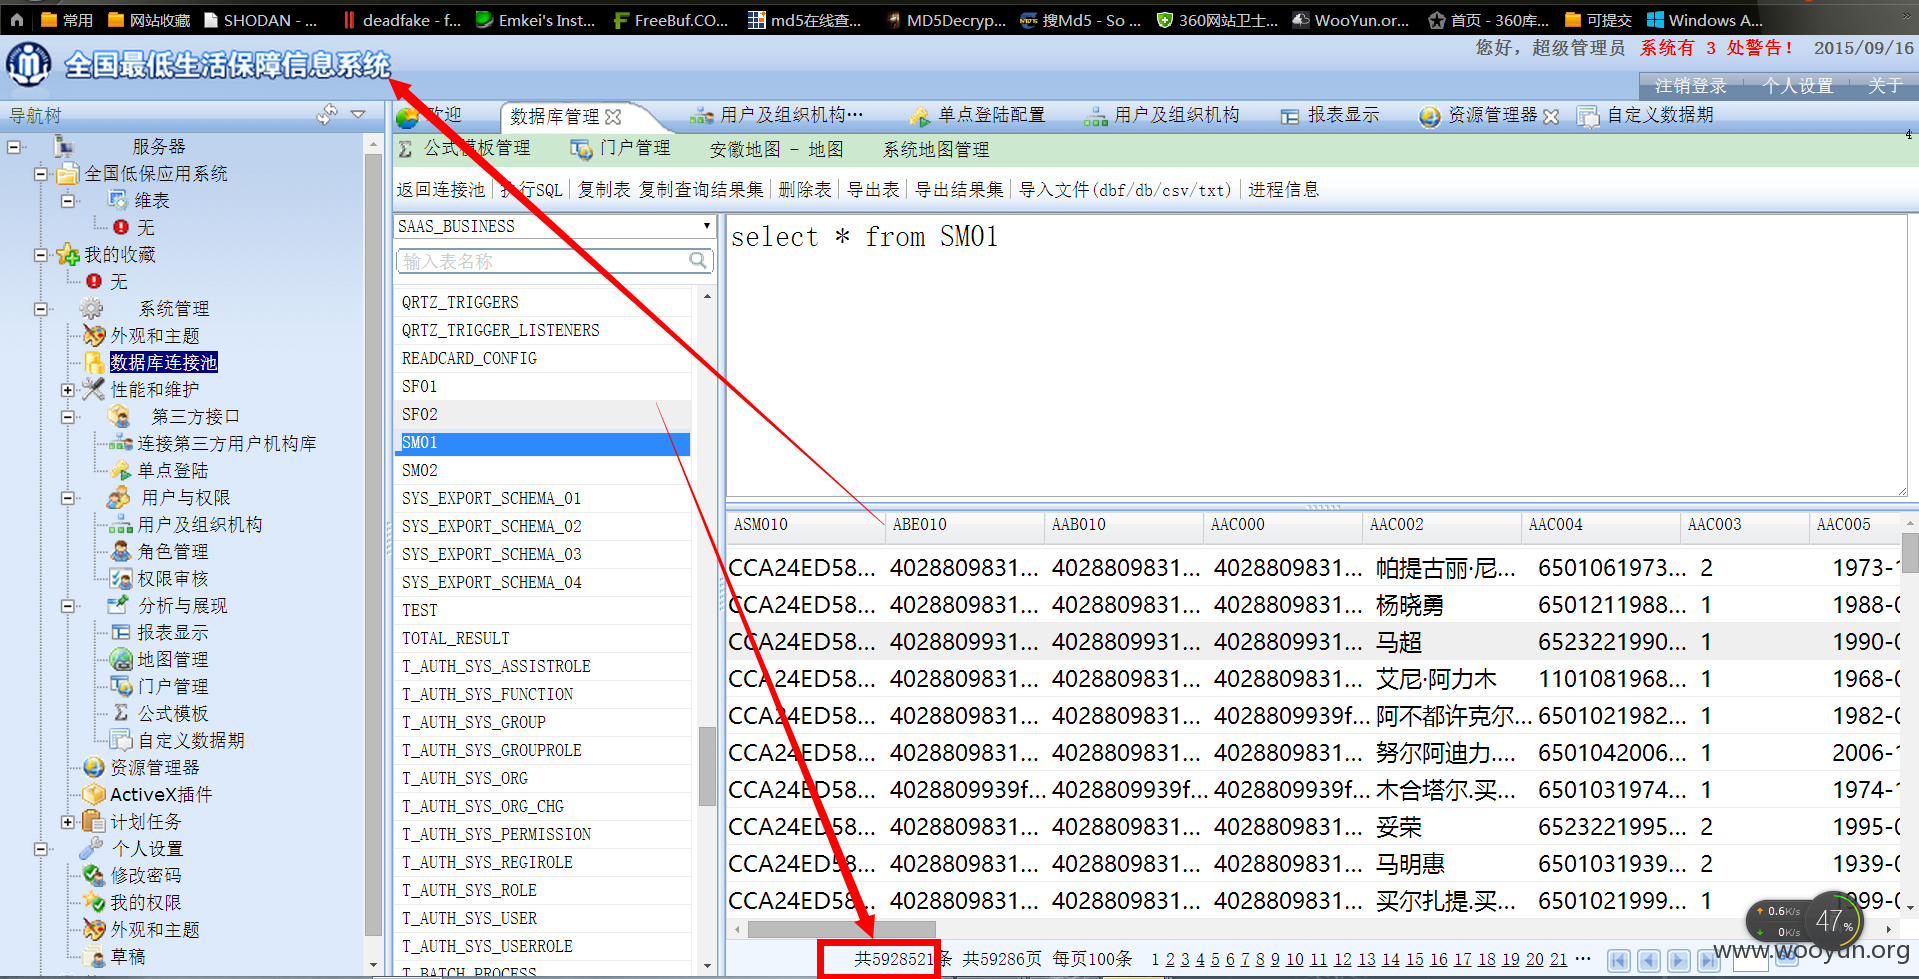 常用 网站收藏 SHODAN - ... deadfake - f... Emkei's Inst... FreeBuf.CO... md5在线查... MD5Decryp... 搜Md5 - So ... 360网站卫士... WooYun.or... 首页 - 360库... 可提交 Windows A...
全国最低生活保障信息系统
您好, 超级管理员 系统有 3 处警告! 2015/09/16
注销登录 个人设置 关于
导航树
服务器
全国低保应用系统
维表
无
我的收藏
无
系统管理
外观和主题
数据库连接池
性能和维护
第三方接口
连接第三方用户机构库
单点登陆
用户与权限
用户及组织机构
角色管理
权限审核
分析与展现
报表显示
地图管理
门户管理
公式模板
自定义数据期
资源管理器
ActiveX插件
计划任务
个人设置
修改密码
我的权限
外观和主题
草稿
欢迎 数据库管理 用户及组织机构… 单点登陆配置 用户及组织机构 报表显示 资源管理器 自定义数据期
4
公式模板管理 门户管理 安徽地图 - 地图 系统地图管理
返回连接池 执行SQL 复制表 复制查询结果集 删除表 导出表 导出结果集 导入文件(dbf/db/csv/txt) 进程信息
SAAS_BUSINESS
输入表名称
QRTZ_TRIGGERS
QRTZ_TRIGGER_LISTENERS
READCARD_CONFIG
SF01
SF02
SM01
SM02
SYS_EXPORT_SCHEMA_01
SYS_EXPORT_SCHEMA_02
SYS_EXPORT_SCHEMA_03
SYS_EXPORT_SCHEMA_04
TEST
TOTAL_RESULT
T_AUTH_SYS_ASSISTROLE
T_AUTH_SYS_FUNCTION
T_AUTH_SYS_GROUP
T_AUTH_SYS_GROUPROLE
T_AUTH_SYS_ORG
T_AUTH_SYS_ORG_CHG
T_AUTH_SYS_PERMISSION
T_AUTH_SYS_REGIROLE
T_AUTH_SYS_ROLE
T_AUTH_SYS_USER
T_AUTH_SYS_USERROLE
T_BATCH_PROCESS
select * from SM01
ASM010 ABE010 AAB010 AAC000 AAC002 AAC004 AAC003 AAC005
CCA24ED58... 4028809831... 4028809831... 4028809831... 帕提古丽·尼... 6501061973... 2 1973-
CCA24ED58... 4028809831... 4028809831... 4028809831... 杨晓勇 6501211988... 1 1988-0
CCA24ED58... 4028809931... 4028809931... 4028809931... 马超 6523221990... 1 1990-0
CCA24ED58... 4028809831... 4028809831... 4028809831... 艾尼·阿力木 1101081968... 1 1968-0
CCA24ED58... 4028809831... 4028809831... 4028809939f... 阿不都许克尔... 6501021982... 1 1982-0
CCA24ED58... 4028809831... 4028809831... 4028809831... 努尔阿迪力.... 6501042006... 1 2006-
CCA24ED58... 4028809939f... 4028809939f... 4028809939f... 木合塔尔.买... 6501031974... 1 1974-
CCA24ED58... 4028809831... 4028809831... 4028809831... 妥荣 6523221995... 2 1995-0
CCA24ED58... 4028809831... 4028809831... 4028809831... 马明惠 6501031939... 2 1939-0
CCA24ED58... 4028809831... 4028809831... 4028809831... 买尔扎提.买... 6501021999... 1 1999-0
0.6K/s
0K/s
47%
共5928521条 共59286页 每页100条 1 2 3 4 5 6 7 8 9 10 11 12 13 14 15 16 17 18 19 20 21 …
www.wooyun.org